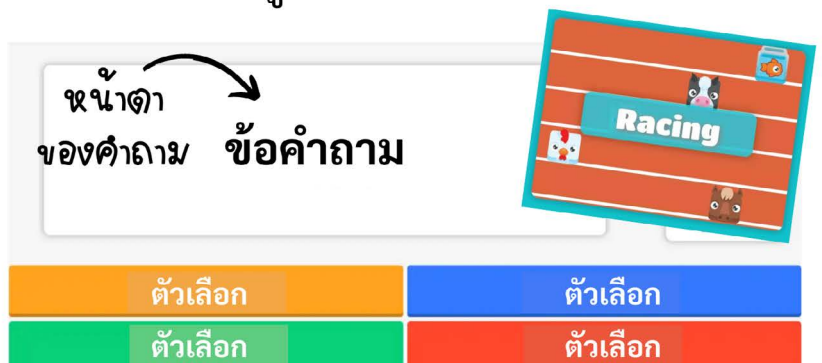 หน้าตา
ของคำถาม
ข้อคำถาม
Racing
ตัวเลือก
ตัวเลือก
ตัวเลือก
ตัวเลือก